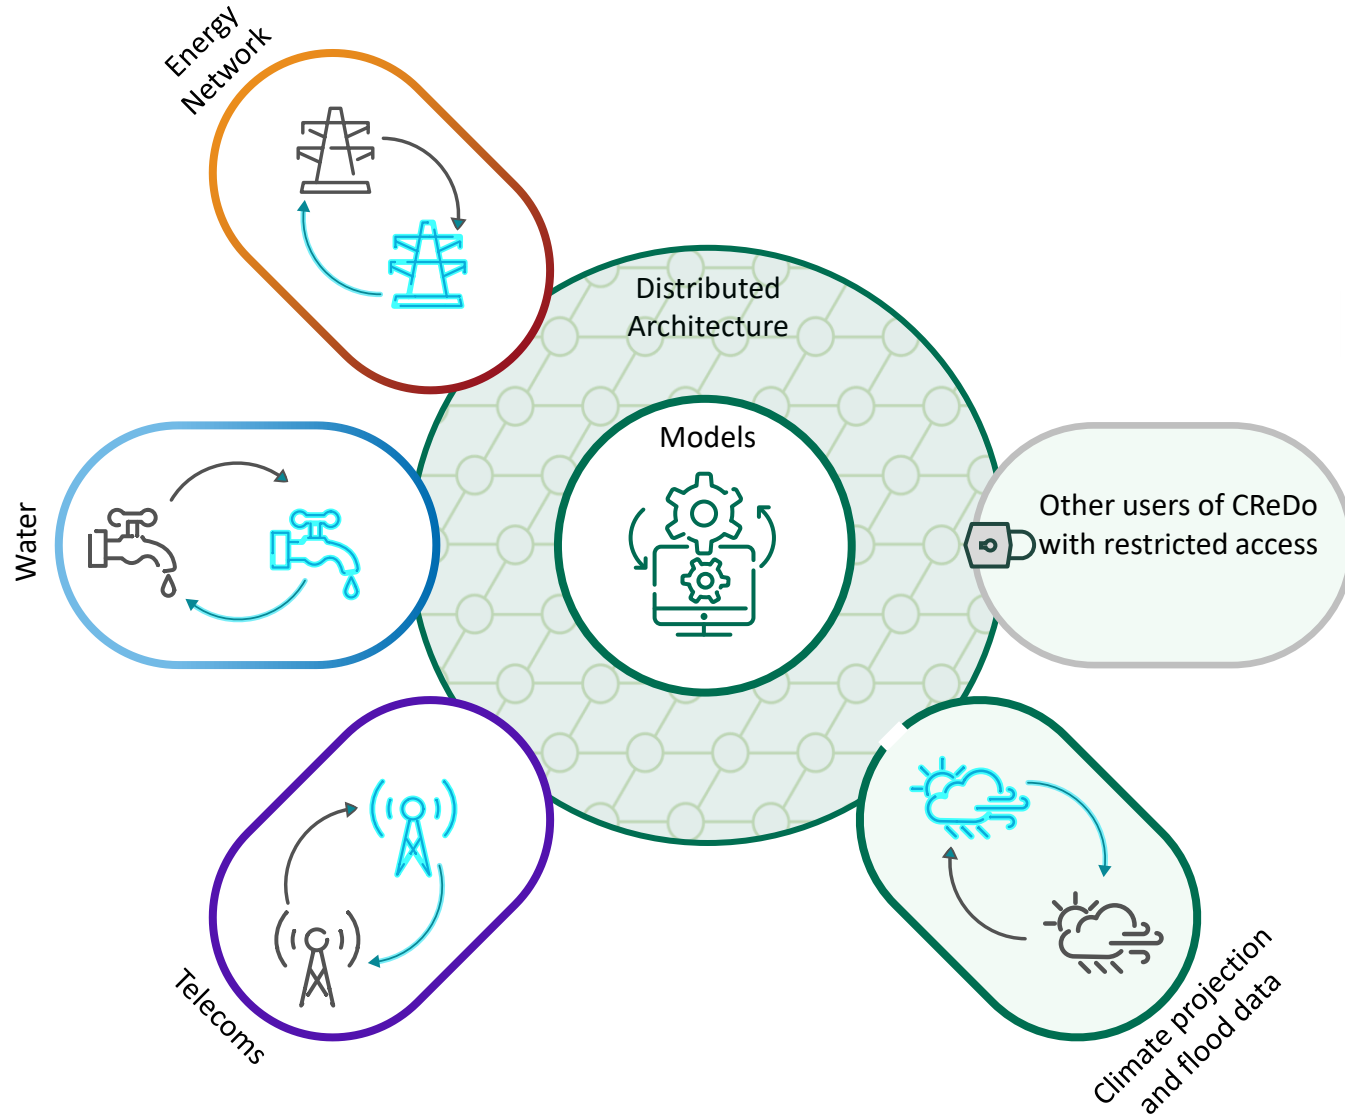 Energy
Network
Distributed
Architecture
Models
Water
Other users of CReDo
with restricted access
Telecoms
Climate projection
and flood data